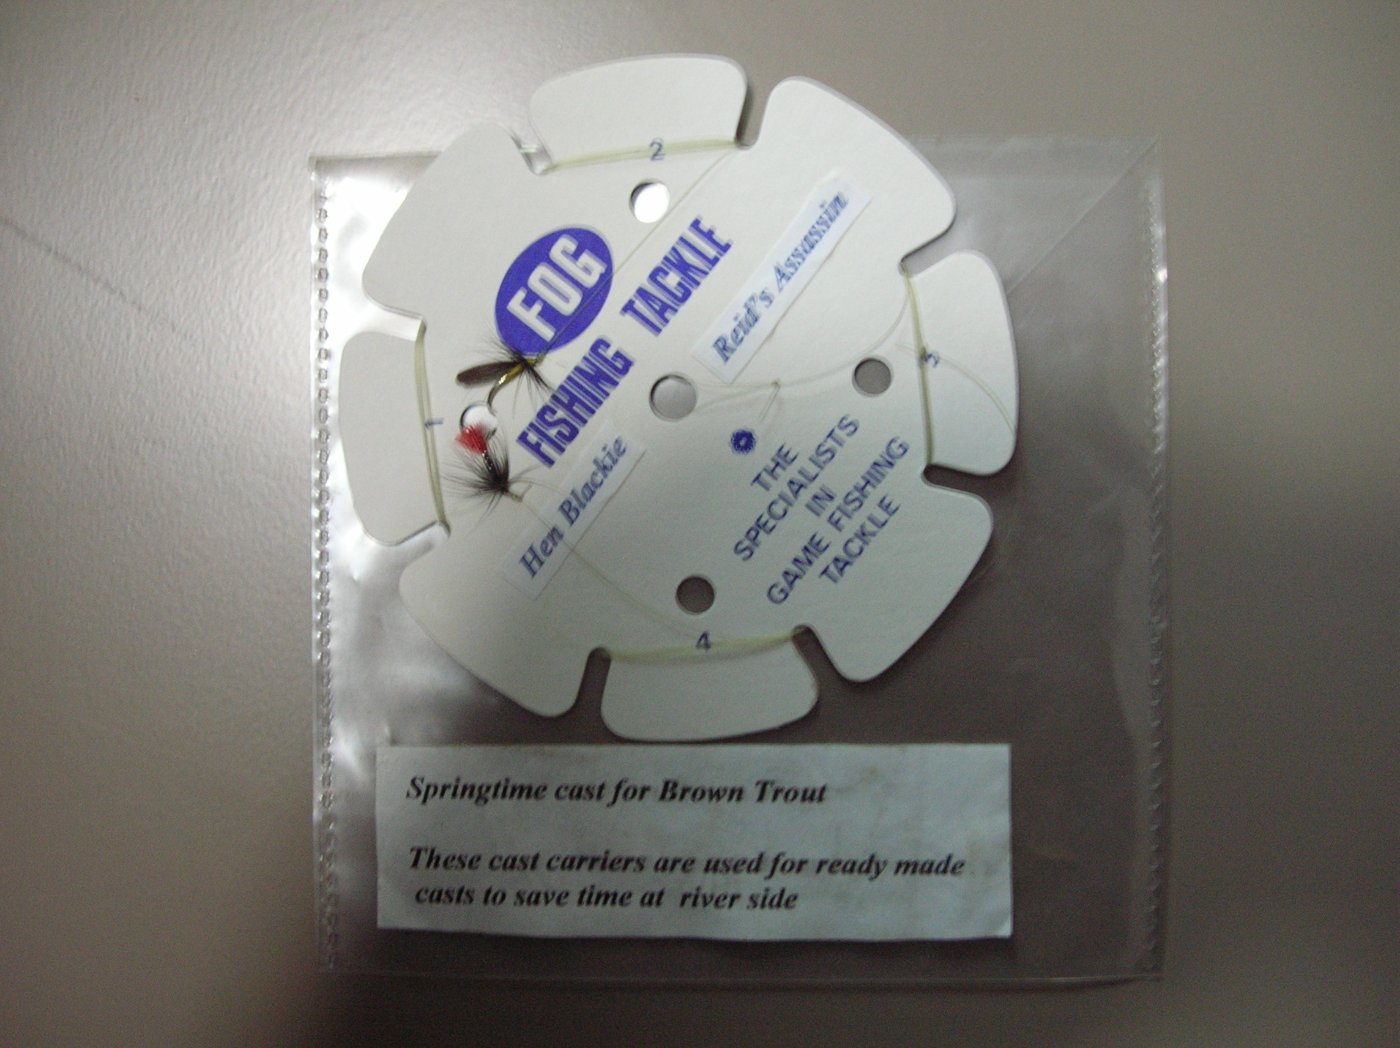 FOG
FISHING TACKLE
Reid's Assassin
Hen Blackie
THE
SPECIALISTS
IN
GAME FISHING
TACKLE
1
2
3
4
Springtime cast for Brown Trout
These cast carriers are used for ready made
casts to save time at river side